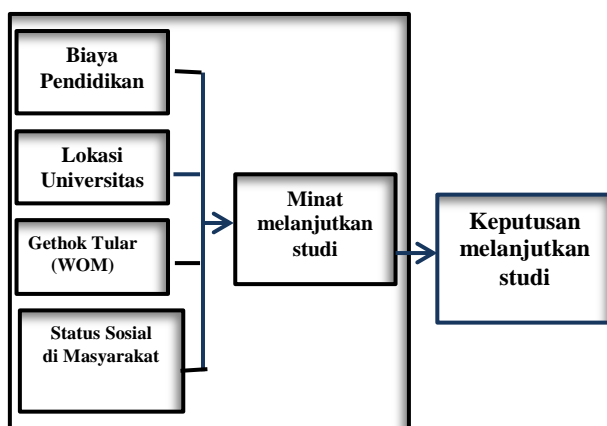 Biaya
Pendidikan
Lokasi
Universitas
Gethok Tular
(WOM)
Status Sosial
di Masyarakat
Minat
melanjutkan
studi
Keputusan
melanjutkan
studi